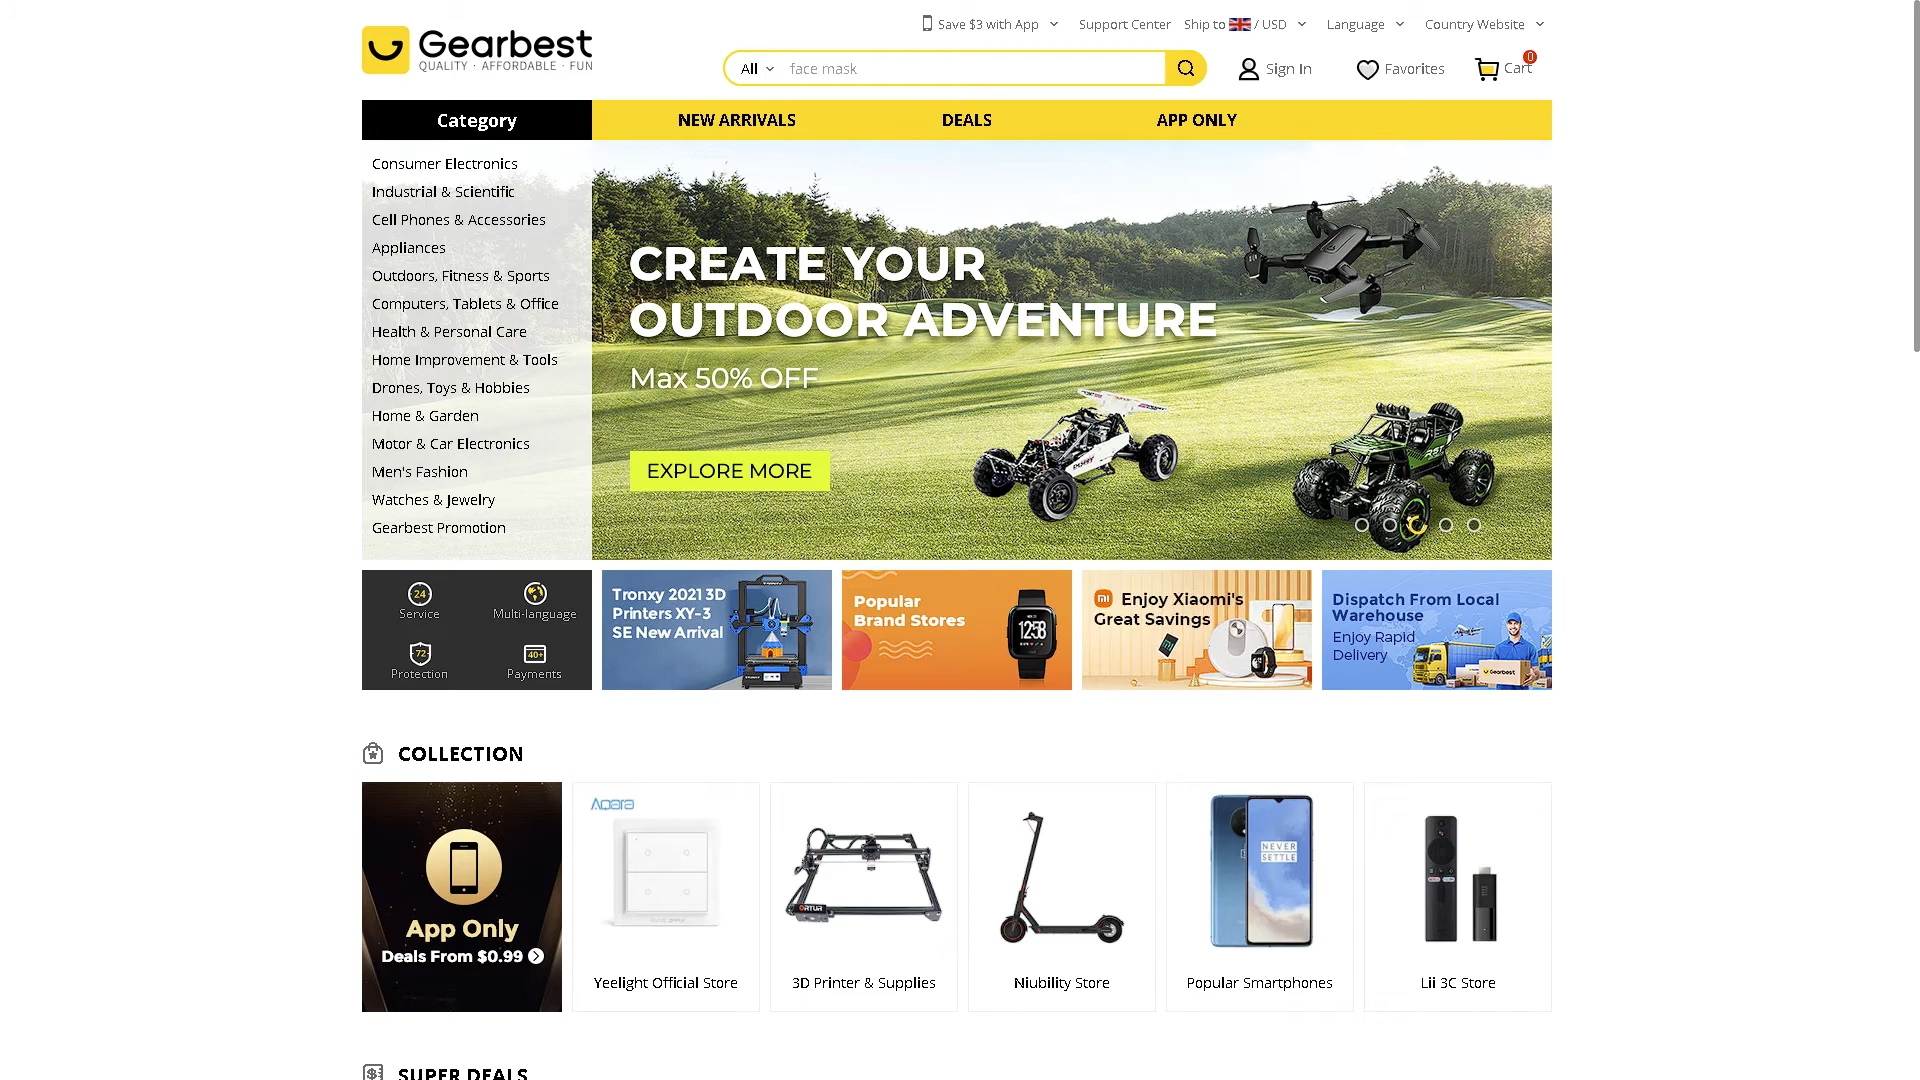 Save $3 with App
Support Center
Ship to / USD
Language
Country Website
Gearbest
QUALITY · AFFORDABLE · FUN
All
face mask
Sign In
Favorites
Cart
0
Category
NEW ARRIVALS
DEALS
APP ONLY
Consumer Electronics
Industrial & Scientific
Cell Phones & Accessories
Appliances
Outdoors, Fitness & Sports
Computers, Tablets & Office
Health & Personal Care
Home Improvement & Tools
Drones, Toys & Hobbies
Home & Garden
Motor & Car Electronics
Men's Fashion
Watches & Jewelry
Gearbest Promotion
CREATE YOUR
OUTDOOR ADVENTURE
Max 50% OFF
EXPLORE MORE
24
Service
Multi-language
72
Protection
40+
Payments
Tronxy 2021 3D
Printers XY-3
SE New Arrival
Popular
Brand Stores
12:58
Enjoy Xiaomi's
Great Savings
Dispatch From Local
Warehouse
Enjoy Rapid
Delivery
Gearbest
COLLECTION
App Only
Deals From $0.99
Aqara
Yeelight Official Store
ORTUR
3D Printer & Supplies
Niubility Store
NEVER
SETTLE
Popular Smartphones
Lii 3C Store
SUPER DEALS